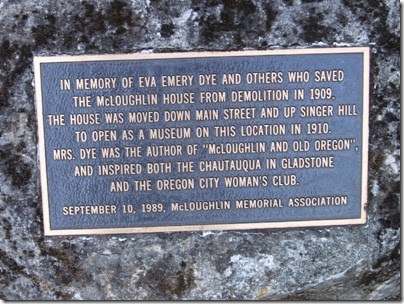 IN MEMORY OF EVA EMERY DYE AND OTHERS WHO SAVED
THE McLOUGHLIN HOUSE FROM DEMOLITION IN 1909.
THE HOUSE WAS MOVED DOWN MAIN STREET AND UP SINGER HILL
TO OPEN AS A MUSEUM ON THIS LOCATION IN 1910.
MRS. DYE WAS THE AUTHOR OF "McLOUGHLIN AND OLD OREGON",
AND INSPIRED BOTH THE CHAUTAUQUA IN GLADSTONE
AND THE OREGON CITY WOMAN'S CLUB.
SEPTEMBER 10, 1989, McLOUGHLIN MEMORIAL ASSOCIATION